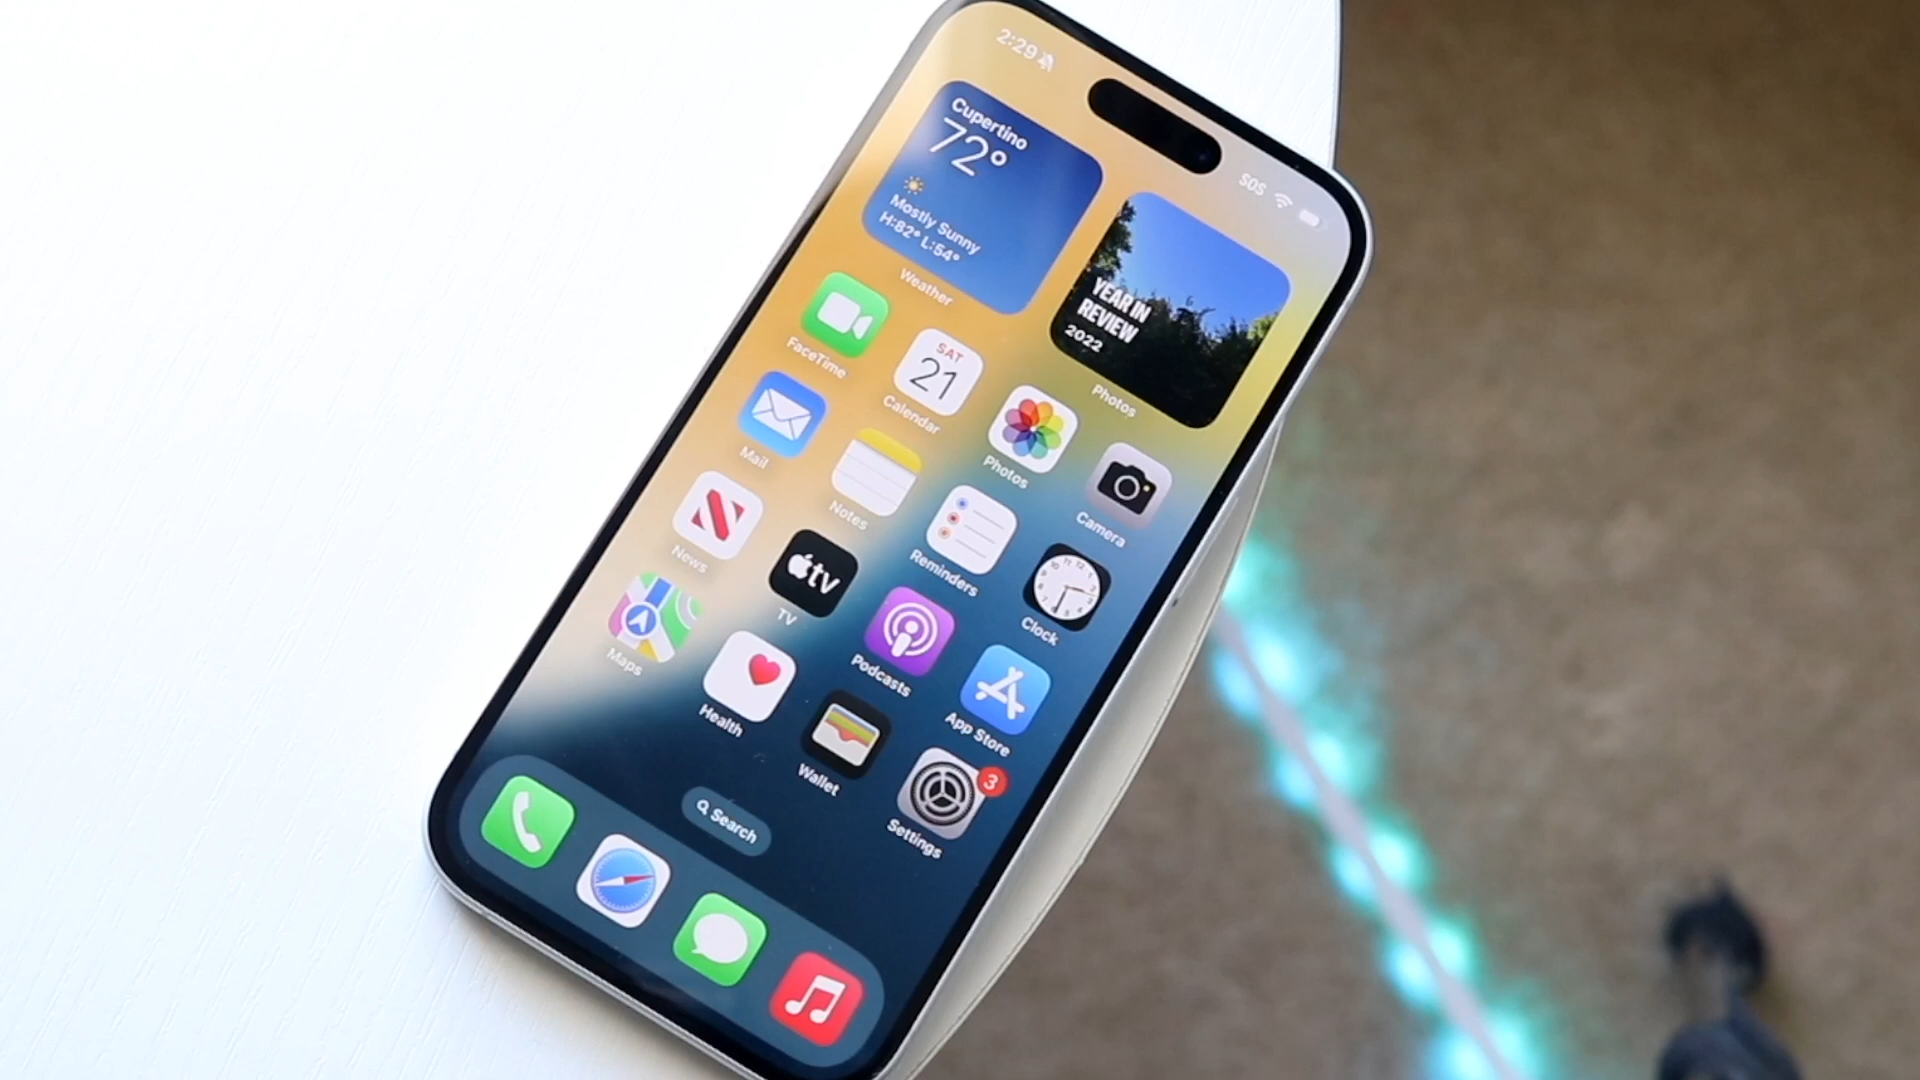 2:29
SOS
Cupertino
72°
Mostly Sunny
H:82° L:54°
Weather
YEAR IN
REVIEW
2022
Photos
FaceTime
SAT
21
Calendar
Photos
Camera
Mail
Notes
Reminders
Clock
News
tv
TV
Podcasts
App Store
Maps
Health
Wallet
3
Settings
Search